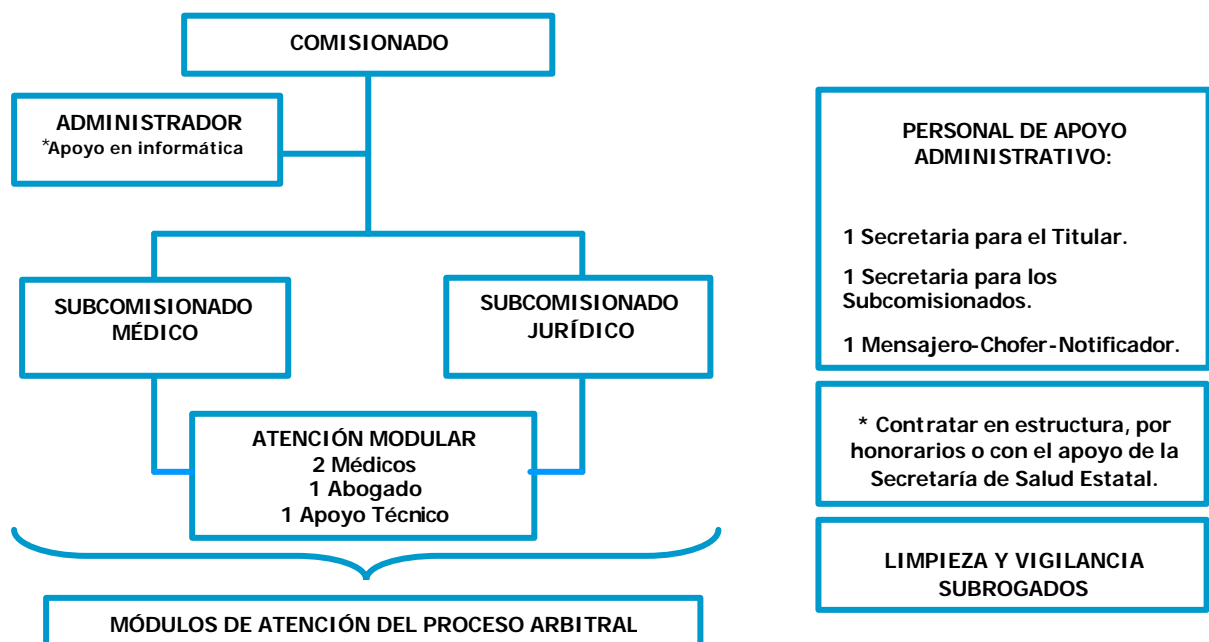 COMISIONADO
ADMINISTRADOR
*Apoyo en informática
SUBCOMISIONADO
MÉDICO
SUBCOMISIONADO
JURÍDICO
ATENCIÓN MODULAR
2 Médicos
1 Abogado
1 Apoyo Técnico
MÓDULOS DE ATENCIÓN DEL PROCESO ARBITRAL
PERSONAL DE APOYO
ADMINISTRATIVO:
1 Secretaria para el Titular.
1 Secretaria para los
Subcomisionados.
1 Mensajero-Chofer-Notificador.
* Contratar en estructura, por
honorarios o con el apoyo de la
Secretaría de Salud Estatal.
LIMPIEZA Y VIGILANCIA
SUBROGADOS